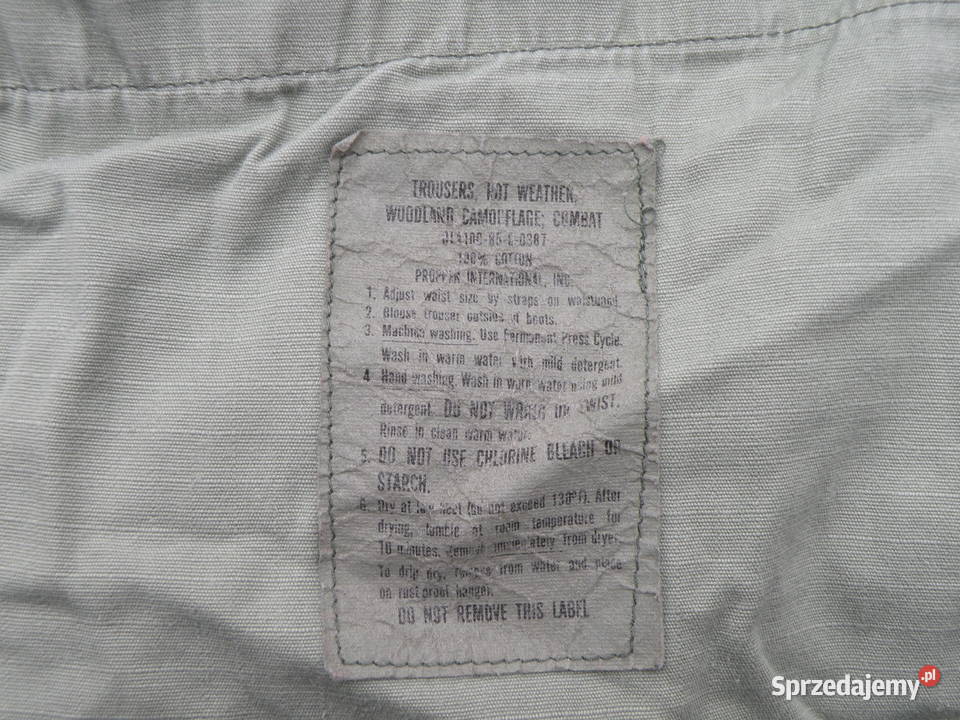 TROUSERS, HOT WEATHER,
WOODLAND CAMOUFLAGE; COMBAT
100% COTTON
PROPPER INTERNATIONAL, INC.
1. Adjust waist size by straps on waistband.
2. Blouse trouser outside of boots.
3. Machine washing. Use Permanent Press Cycle.
Wash in warm water with mild detergent.
4 Hand washing. Wash in warm water using mild
detergent. DO NOT WRING OR TWIST.
Rinse in clean warm water.
5. DO NOT USE CHLORINE BLEACH OR
STARCH.
6. Dry at low heat (do not exceed 130°F). After
drying, tumble at room temperature for
10 minutes. Remove immediately from dryer.
To drip dry, remove from water and place
on rust proof hanger.
DO NOT REMOVE THIS LABEL
Sprzedajemy.pl